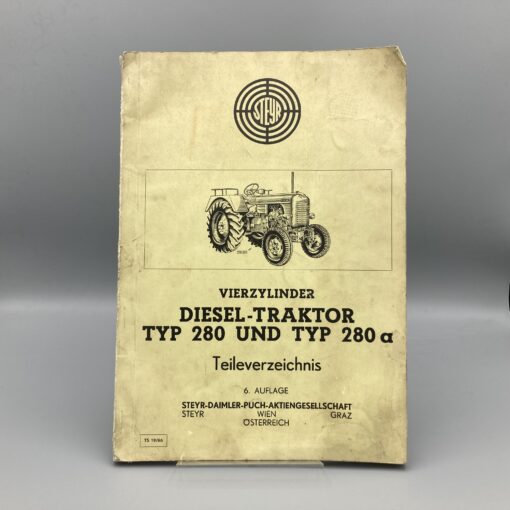 STEYR
VIERZYLINDER
DIESEL-TRAKTOR
TYP 280 UND TYP 280 a
Teileverzeichnis
6. AUFLAGE
STEYR-DAIMLER-PUCH-AKTIENGESELLSCHAFT
STEYR WIEN GRAZ
ÖSTERREICH